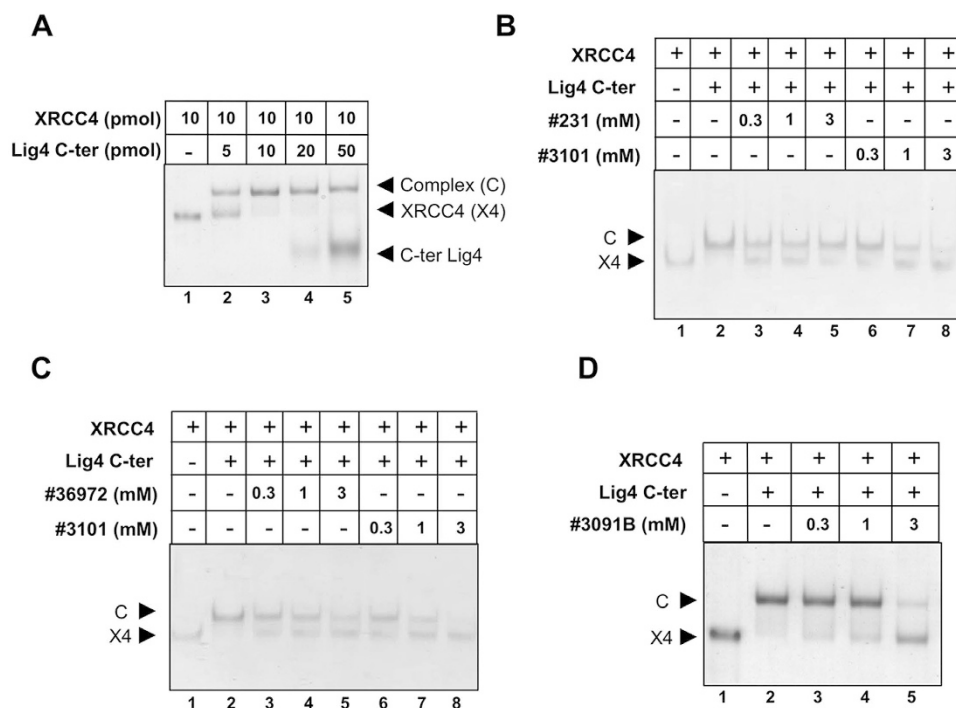 A
XRCC4 (pmol) 10 10 10 10 10
Lig4 C-ter (pmol) - 5 10 20 50
◄ Complex (C)
◄ XRCC4 (X4)
◄ C-ter Lig4
1 2 3 4 5
B
XRCC4 + + + + + + + +
Lig4 C-ter - + + + + + + +
#231 (mM) - - 0.3 1 3 - - -
#3101 (mM) - - - - - 0.3 1 3
C ►
X4 ►
1 2 3 4 5 6 7 8
C
XRCC4 + + + + + + + +
Lig4 C-ter - + + + + + + +
#36972 (mM) - - 0.3 1 3 - - -
#3101 (mM) - - - - - 0.3 1 3
C ►
X4 ►
1 2 3 4 5 6 7 8
D
XRCC4 + + + + +
Lig4 C-ter - + + + +
#3091B (mM) - - 0.3 1 3
C ►
X4 ►
1 2 3 4 5